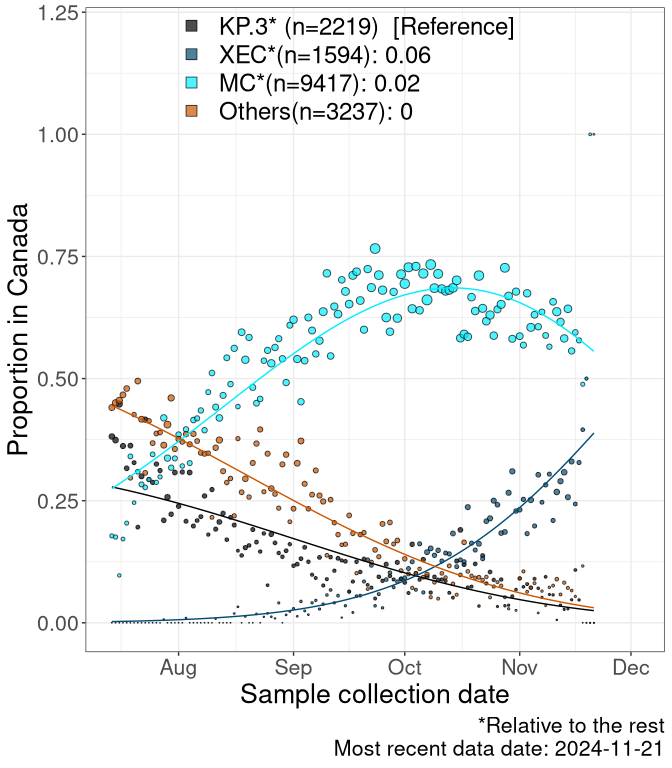 KP.3* (n=2219)  [Reference]
XEC*(n=1594): 0.06
MC*(n=9417): 0.02
Others(n=3237): 0
1.25
1.00
0.75
0.50
0.25
0.00
Proportion in Canada
Aug Sep Oct Nov Dec
Sample collection date
*Relative to the rest
Most recent data date: 2024-11-21